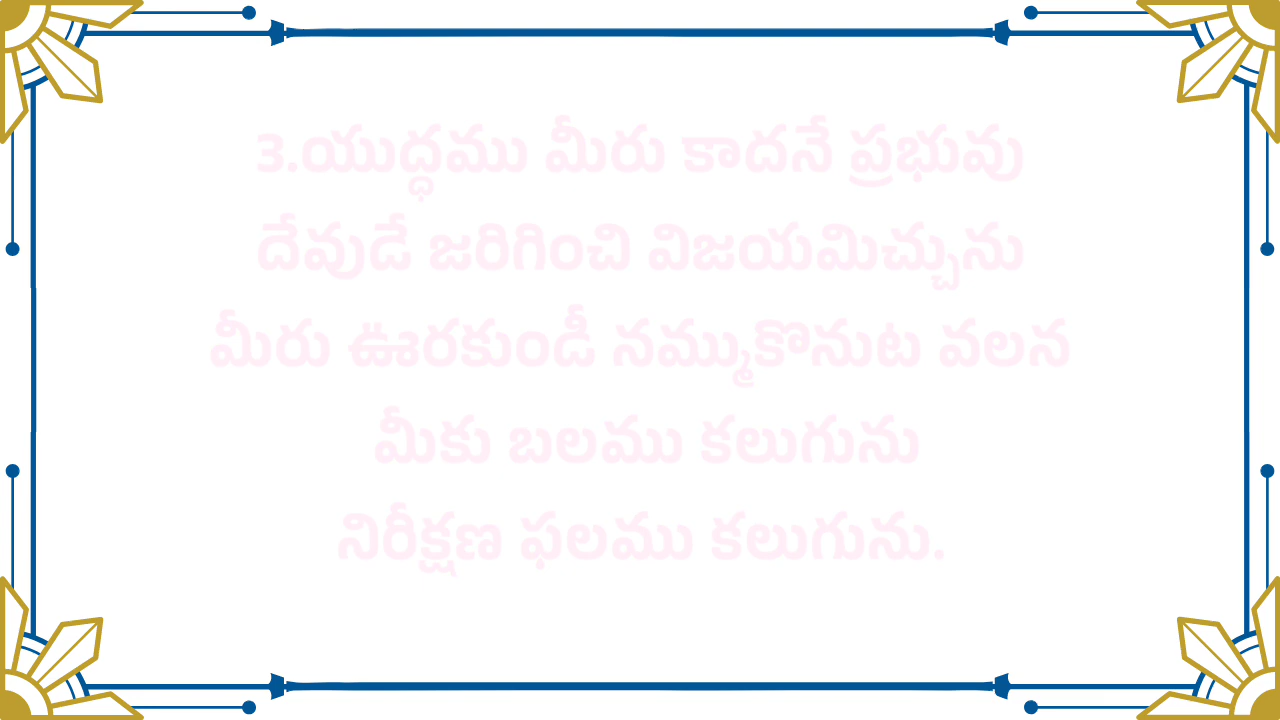 3.యుద్ధము మీరు కాదనే ప్రభువు
దేవుడే జరిగించి విజయమిచ్చును
మీరు ఊరకుండీ నమ్ముకొనుట వలన
మీకు బలము కలుగును
నిరీక్షణ ఫలము కలుగును.